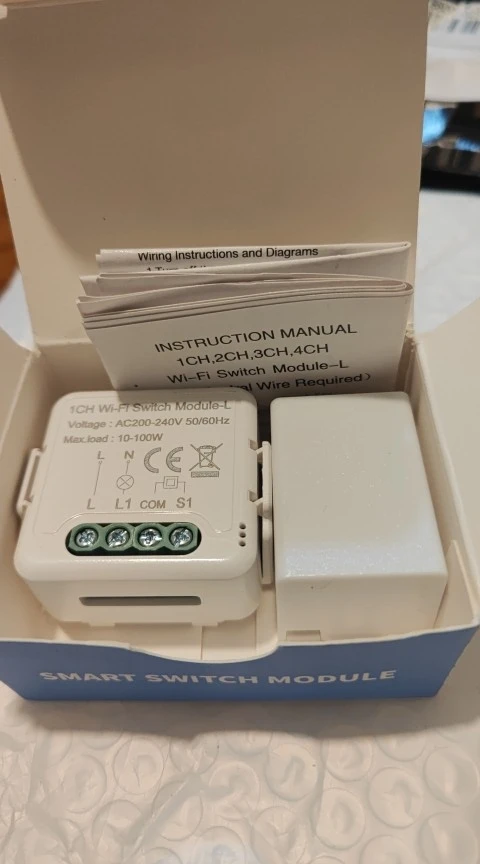 Wiring Instructions and Diagrams
INSTRUCTION MANUAL
1CH,2CH,3CH,4CH
Wi-Fi Switch Module-L
Wire Required)
1CH Wi-Fi Switch Module-L
Voltage : AC200-240V 50/60Hz
Max.load : 10-100W
L N CE
L L1 COM S1
SMART SWITCH MODULE